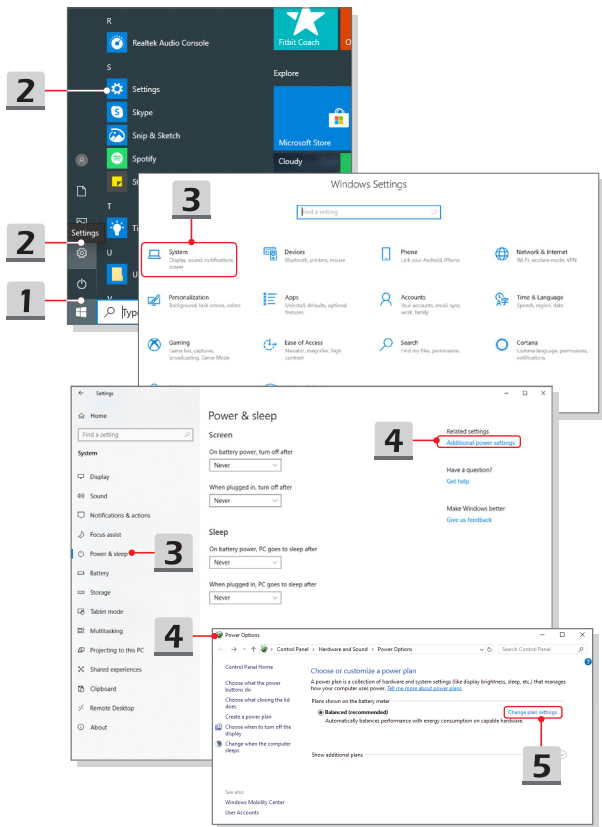 R
Realtek Audio Console
S
Settings
Skype
Snip & Sketch
Spotify
T
U
Settings
Fitbit Coach
Explore
Microsoft Store
Cloudy
2
2
1
Windows Settings
Find a setting
3
System
Display, sound, notifications,
power
Devices
Bluetooth, printers, mouse
Phone
Link your Android, iPhone
Network & Internet
Wi-Fi, airplane mode, VPN
Personalization
Background, lock screen, colors
Apps
Uninstall, defaults, optional
features
Accounts
Your accounts, email, sync,
work, family
Time & Language
Speech, region, date
Gaming
Game bar, captures,
broadcasting, Game Mode
Ease of Access
Narrator, magnifier, high
contrast
Search
Find my files, permissions
Cortana
Cortana language, permissions,
notifications
Settings
Home
Find a setting
System
Display
Sound
Notifications & actions
Focus assist
Power & sleep
3
Battery
Storage
Tablet mode
Multitasking
Projecting to this PC
Shared experiences
Clipboard
Remote Desktop
About
Power & sleep
Screen
On battery power, turn off after
Never
When plugged in, turn off after
Never
Sleep
On battery power, PC goes to sleep after
Never
When plugged in, PC goes to sleep after
Never
4
Related settings
Additional power settings
Have a question?
Get help
Make Windows better
Give us feedback
4
Power Options
Control Panel > Hardware and Sound > Power Options
Search Control Panel
Control Panel Home
Choose what the power
buttons do
Choose what closing the lid
does
Create a power plan
Choose when to turn off the
display
Change when the computer
sleeps
See also
Windows Mobility Center
User Accounts
Choose or customize a power plan
A power plan is a collection of hardware and system settings (like display brightness, sleep, etc.) that manages
how your computer uses power. Tell me more about power plans
Plans shown on the battery meter
Balanced (recommended)
Change plan settings
Automatically balances performance with energy consumption on capable hardware.
5
Show additional plans